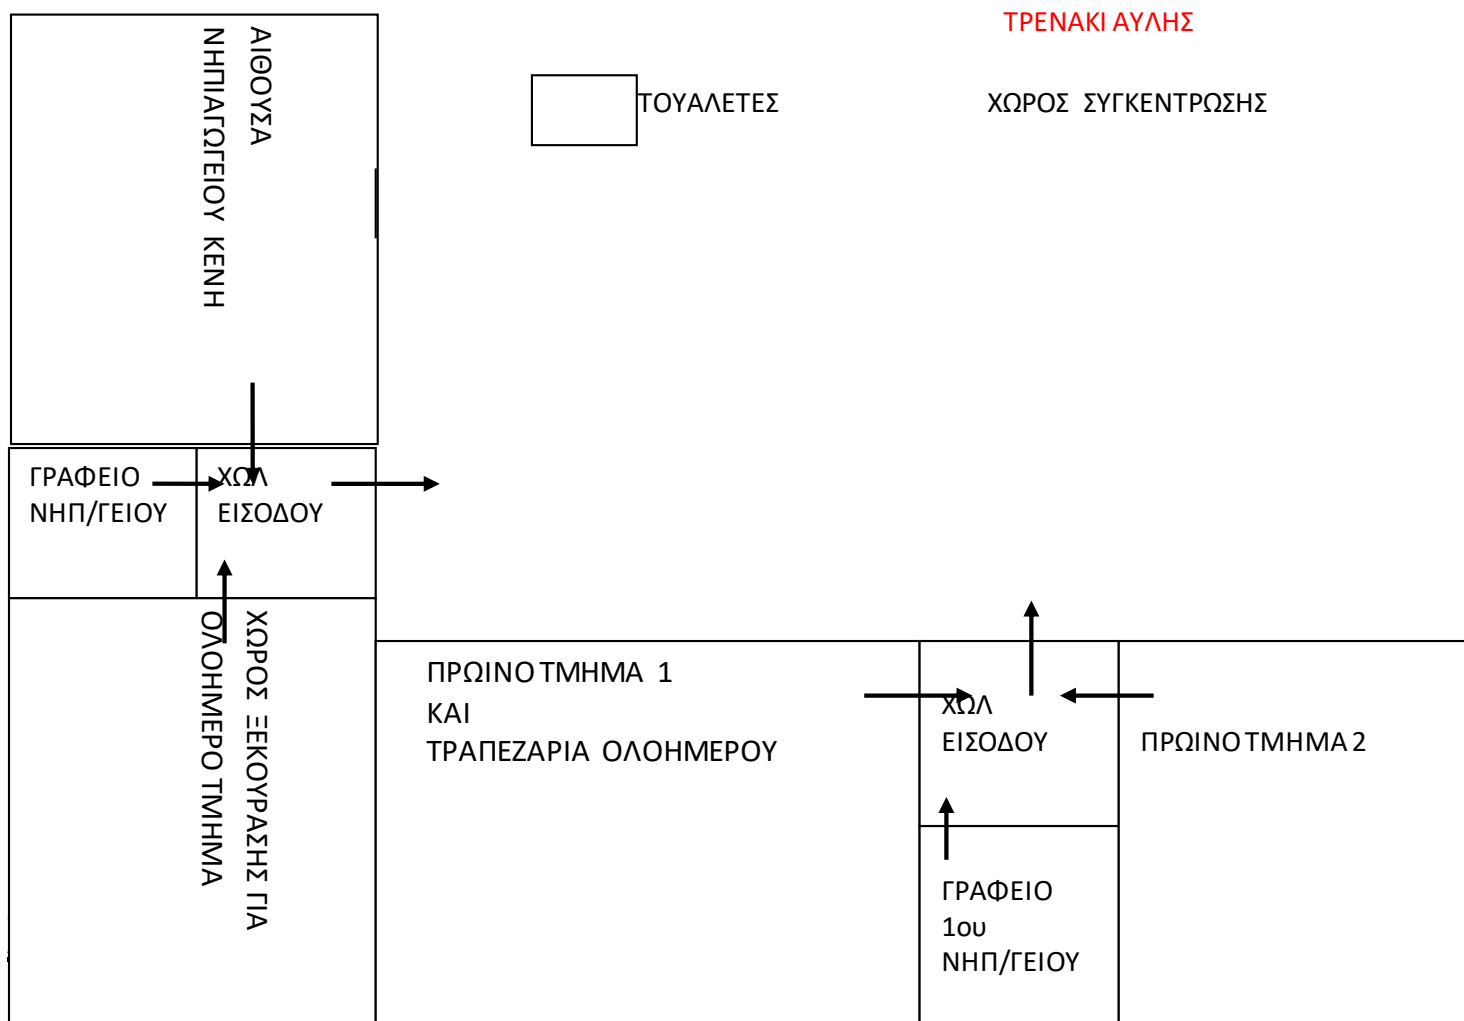 ΤΡΕΝΑΚΙ ΑΥΛΗΣ
ΑΙΘΟΥΣΑ
ΝΗΠΙΑΓΩΓΕΙΟΥ ΚΕΝΗ
ΤΟΥΑΛΕΤΕΣ
ΧΩΡΟΣ ΣΥΓΚΕΝΤΡΩΣΗΣ
ΓΡΑΦΕΙΟ
ΝΗΠ/ΓΕΙΟΥ
ΧΩΛ
ΕΙΣΟΔΟΥ
ΧΩΡΟΣ ΞΕΚΟΥΡΑΣΗΣ ΓΙΑ
ΟΛΟΗΜΕΡΟ ΤΜΗΜΑ
ΠΡΩΙΝΟ ΤΜΗΜΑ 1
ΚΑΙ
ΤΡΑΠΕΖΑΡΙΑ ΟΛΟΗΜΕΡΟΥ
ΧΩΛ
ΕΙΣΟΔΟΥ
ΠΡΩΙΝΟ ΤΜΗΜΑ 2
ΓΡΑΦΕΙΟ
1ου
ΝΗΠ/ΓΕΙΟΥ